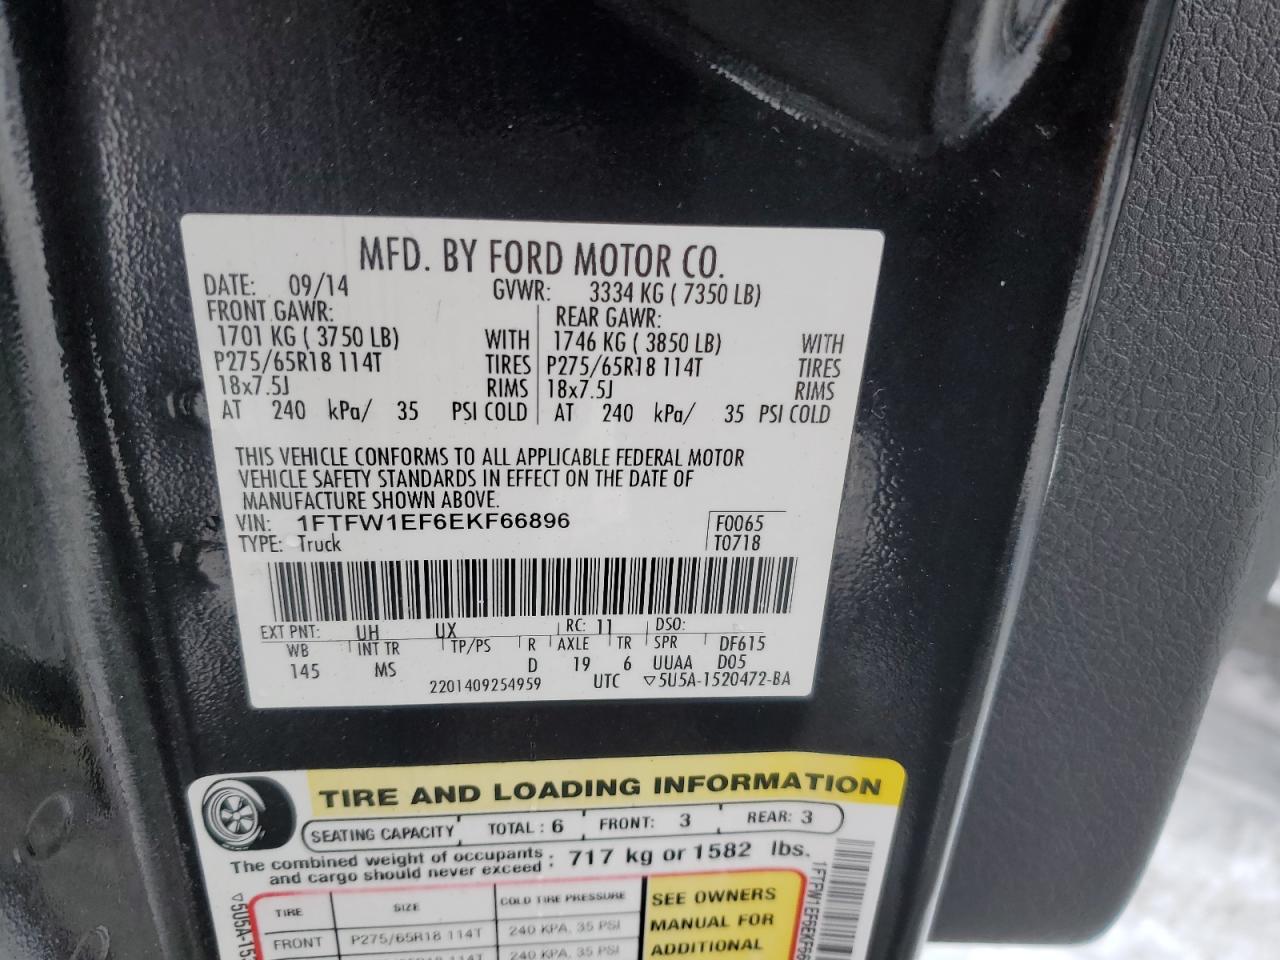 MFD. BY FORD MOTOR CO.
DATE: 09/14 GVWR: 3334 KG ( 7350 LB)
FRONT GAWR: REAR GAWR:
1701 KG ( 3750 LB) WITH 1746 KG ( 3850 LB) WITH
P275/65R18 114T TIRES P275/65R18 114T TIRES
18x7.5J RIMS 18x7.5J RIMS
AT 240 kPa/ 35 PSI COLD AT 240 kPa/ 35 PSI COLD
THIS VEHICLE CONFORMS TO ALL APPLICABLE FEDERAL MOTOR
VEHICLE SAFETY STANDARDS IN EFFECT ON THE DATE OF
MANUFACTURE SHOWN ABOVE.
VIN: 1FTFW1EF6EKF66896 F0065
TYPE: Truck T0718
EXT PNT: UH UX RC: 11 DSO:
WB INT TR TP/PS R AXLE TR SPR DF615
145 MS D 19 6 UUAA D05
2201409254959 UTC ▽5U5A-1520472-BA
TIRE AND LOADING INFORMATION
SEATING CAPACITY TOTAL : 6 FRONT: 3 REAR: 3
The combined weight of occupants : 717 kg or 1582 lbs.
and cargo should never exceed
TIRE SIZE COLD TIRE PRESSURE SEE OWNERS
FRONT P275/65R18 114T 240 KPA, 35 PSI MANUAL FOR
240 KPA, 35 PSI ADDITIONAL
▽5U5A-15
1FTFW1EF6EKF66